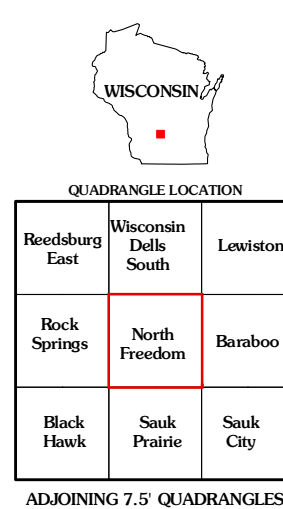 WISCONSIN
QUADRANGLE LOCATION
Reedsburg
East
Wisconsin
Dells
South
Lewiston
Rock
Springs
North
Freedom
Baraboo
Black
Hawk
Sauk
Prairie
Sauk
City
ADJOINING 7.5' QUADRANGLES